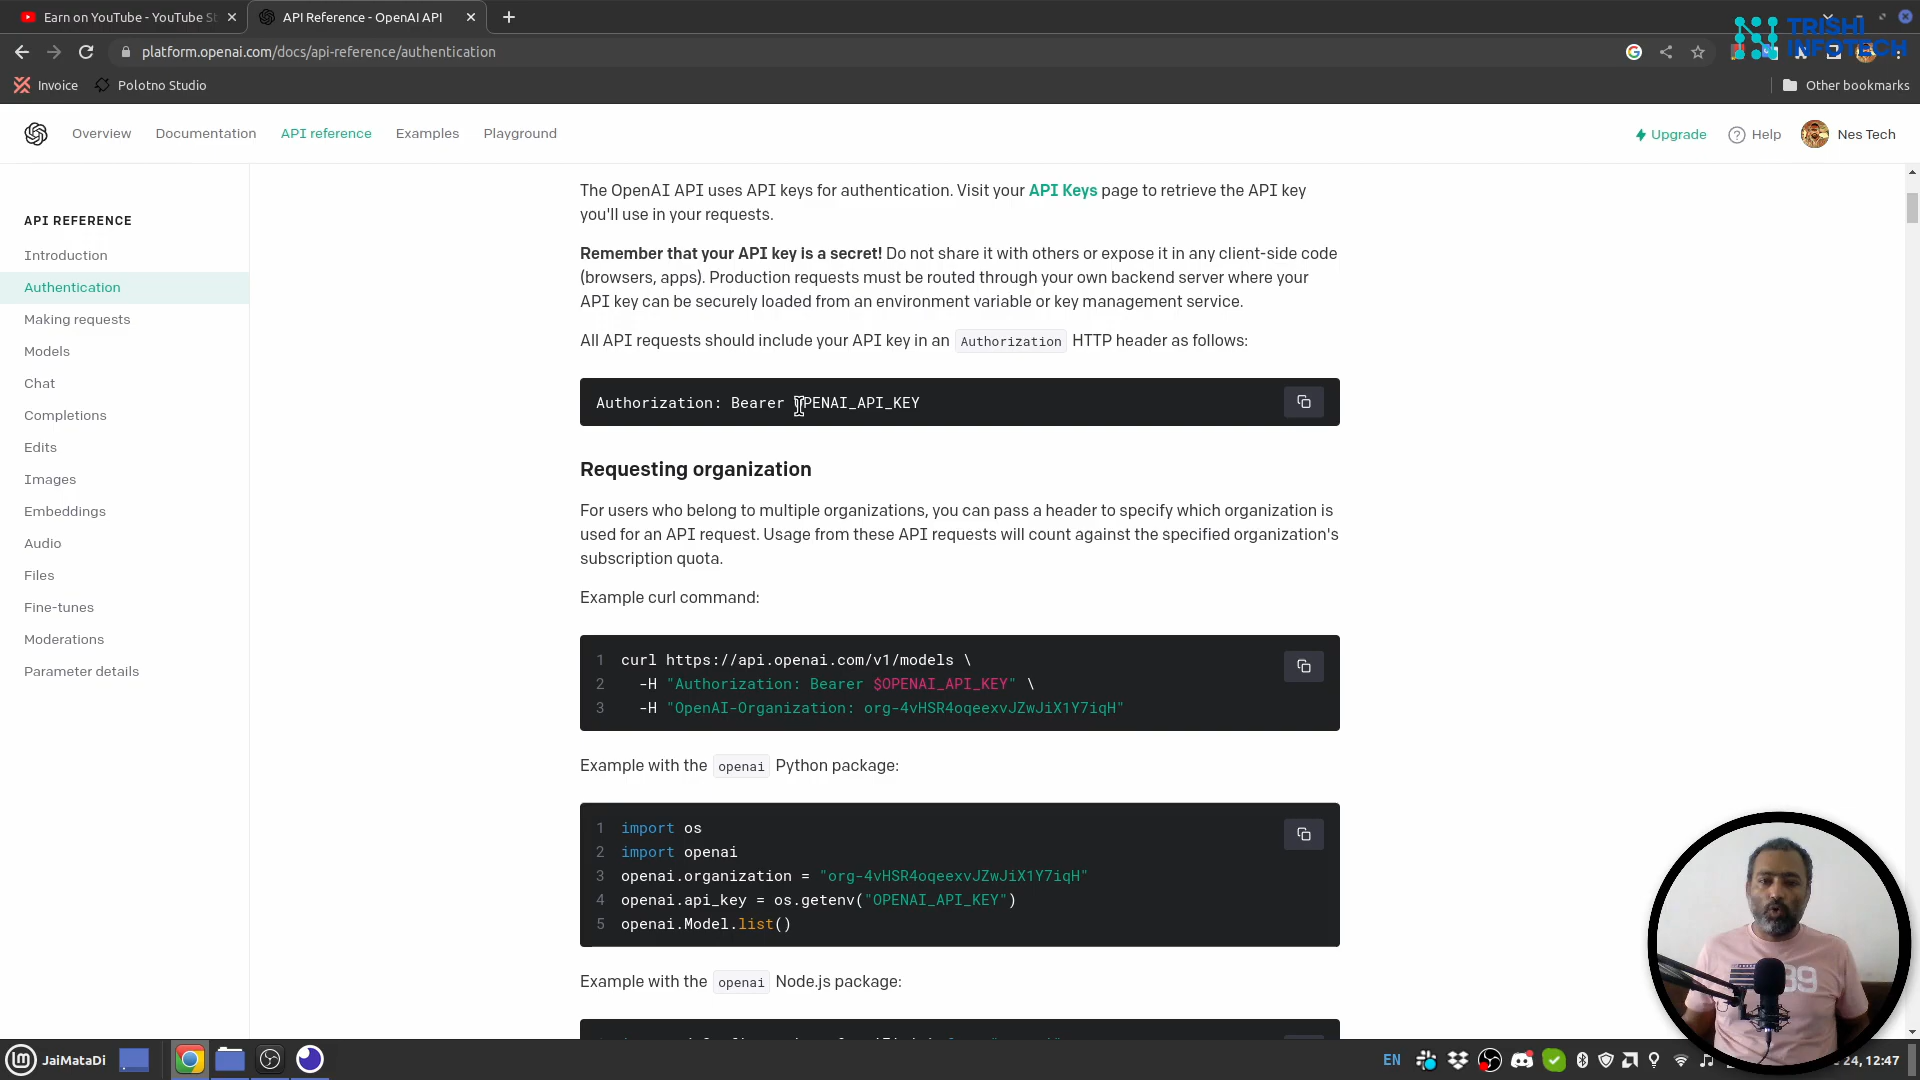 Earn on YouTube - YouTube St
API Reference - OpenAI API
TRISHI
INFOTECH
platform.openai.com/docs/api-reference/authentication
Invoice
Polotno Studio
Other bookmarks
Overview
Documentation
API reference
Examples
Playground
Upgrade
Help
Nes Tech
API REFERENCE
Introduction
Authentication
Making requests
Models
Chat
Completions
Edits
Images
Embeddings
Audio
Files
Fine-tunes
Moderations
Parameter details
The OpenAI API uses API keys for authentication. Visit your API Keys page to retrieve the API key
you'll use in your requests.
Remember that your API key is a secret! Do not share it with others or expose it in any client-side code
(browsers, apps). Production requests must be routed through your own backend server where your
API key can be securely loaded from an environment variable or key management service.
All API requests should include your API key in an Authorization HTTP header as follows:
Authorization: Bearer OPENAI_API_KEY
Requesting organization
For users who belong to multiple organizations, you can pass a header to specify which organization is
used for an API request. Usage from these API requests will count against the specified organization's
subscription quota.
Example curl command:
1 curl https://api.openai.com/v1/models \
2 -H "Authorization: Bearer $OPENAI_API_KEY" \
3 -H "OpenAI-Organization: org-4vHSR4oqeexvJZwJiX1Y7iqH"
Example with the openai Python package:
1 import os
2 import openai
3 openai.organization = "org-4vHSR4oqeexvJZwJiX1Y7iqH"
4 openai.api_key = os.getenv("OPENAI_API_KEY")
5 openai.Model.list()
Example with the openai Node.js package:
89
JaiMataDi
EN
24, 12:47